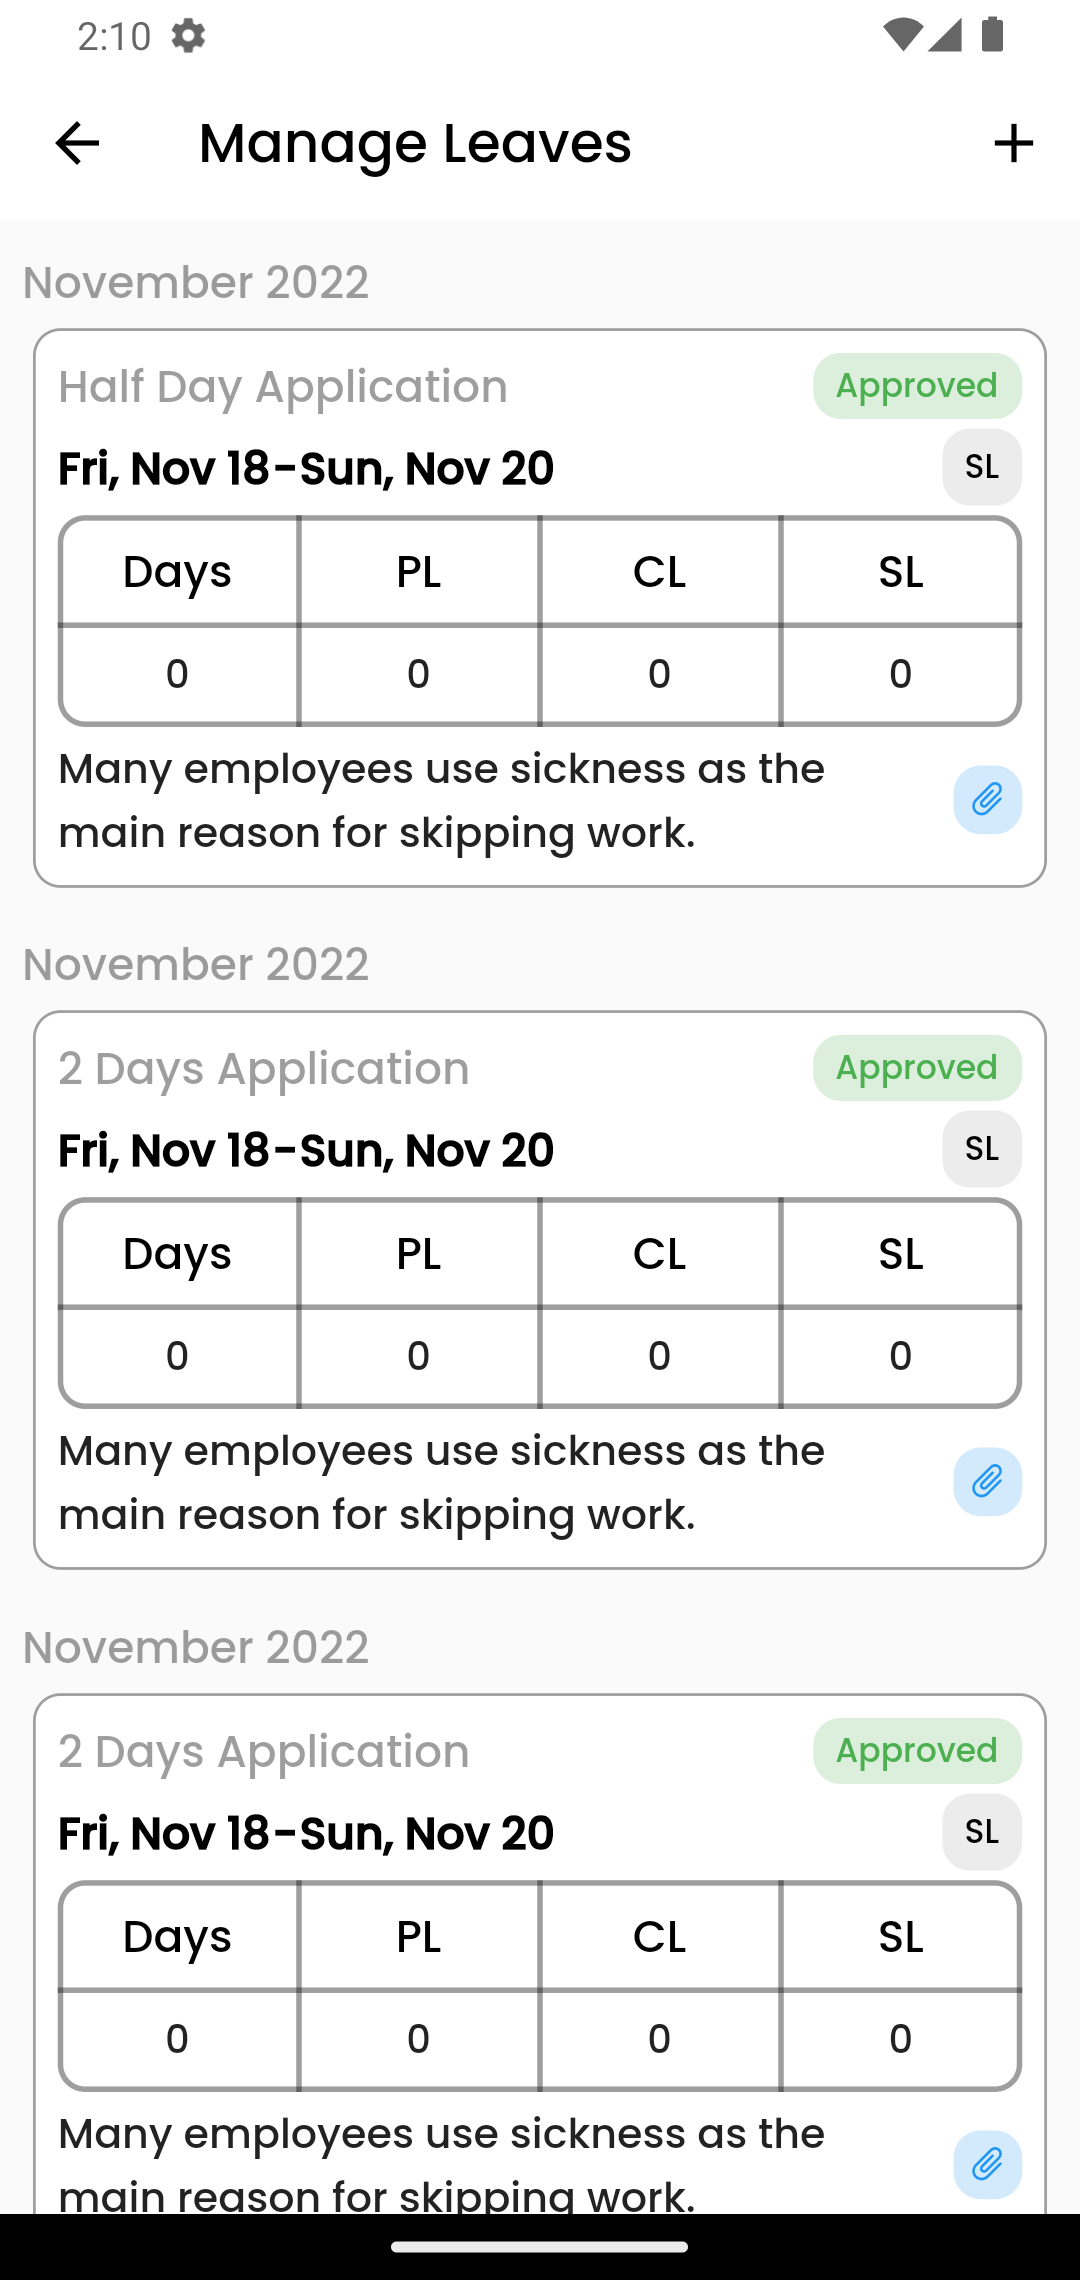 2:10
Manage Leaves
November 2022
Half Day Application
Approved
Fri, Nov 18-Sun, Nov 20
SL
Days PL CL SL
0 0 0 0
Many employees use sickness as the
main reason for skipping work.
November 2022
2 Days Application
Approved
Fri, Nov 18-Sun, Nov 20
SL
Days PL CL SL
0 0 0 0
Many employees use sickness as the
main reason for skipping work.
November 2022
2 Days Application
Approved
Fri, Nov 18-Sun, Nov 20
SL
Days PL CL SL
0 0 0 0
Many employees use sickness as the
main reason for skipping work.